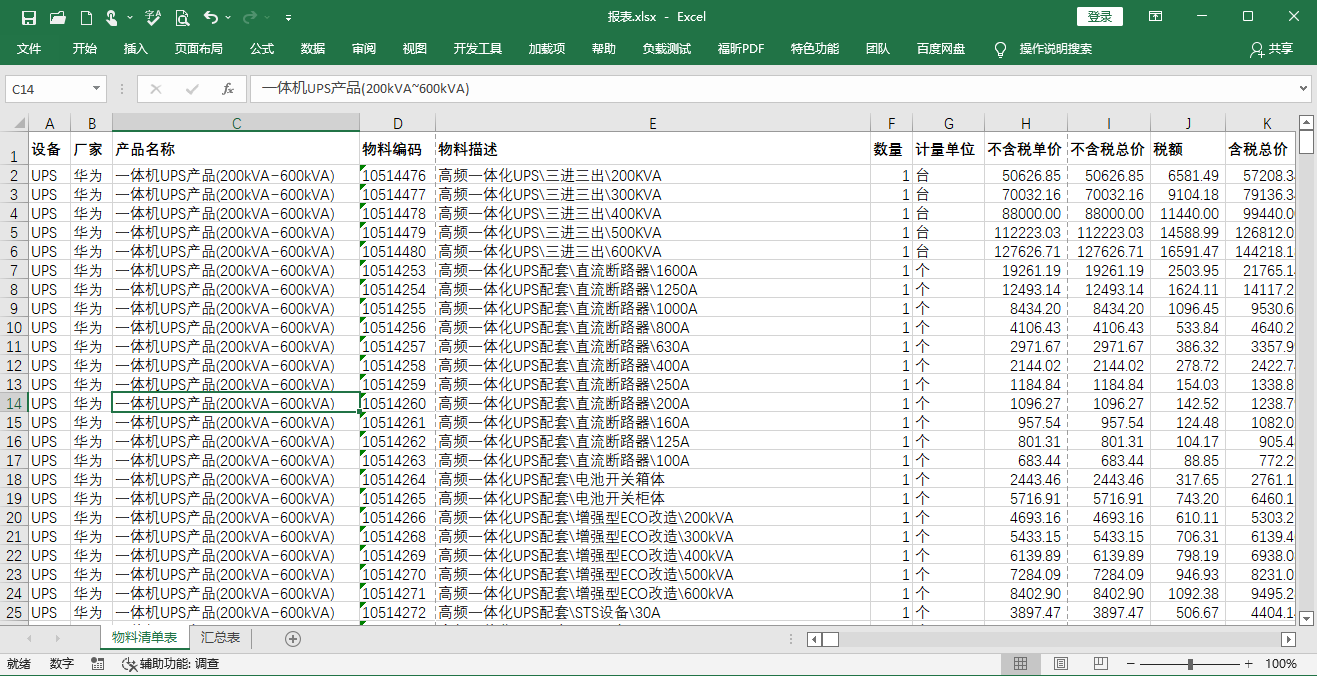 报表.xlsx - Excel 登录
文件 开始 插入 页面布局 公式 数据 审阅 视图 开发工具 加载项 帮助 负载测试 福昕PDF 特色功能 团队 百度网盘 操作说明搜索 共享
C14 fx 一体机UPS产品(200kVA~600kVA)
A B C D E F G H I J K
1 设备 厂家 产品名称 物料编码 物料描述 数量 计量单位 不含税单价 不含税总价 税额 含税总价
2 UPS 华为 一体机UPS产品(200kVA~600kVA) 10514476 高频一体化UPS\三进三出\200KVA 1 台 50626.85 50626.85 6581.49 57208.3
3 UPS 华为 一体机UPS产品(200kVA~600kVA) 10514477 高频一体化UPS\三进三出\300KVA 1 台 70032.16 70032.16 9104.18 79136.3
4 UPS 华为 一体机UPS产品(200kVA~600kVA) 10514478 高频一体化UPS\三进三出\400KVA 1 台 88000.00 88000.00 11440.00 99440.0
5 UPS 华为 一体机UPS产品(200kVA~600kVA) 10514479 高频一体化UPS\三进三出\500KVA 1 台 112223.03 112223.03 14588.99 126812.0
6 UPS 华为 一体机UPS产品(200kVA~600kVA) 10514480 高频一体化UPS\三进三出\600KVA 1 台 127626.71 127626.71 16591.47 144218.1
7 UPS 华为 一体机UPS产品(200kVA~600kVA) 10514253 高频一体化UPS配套\直流断路器\1600A 1 个 19261.19 19261.19 2503.95 21765.1
8 UPS 华为 一体机UPS产品(200kVA~600kVA) 10514254 高频一体化UPS配套\直流断路器\1250A 1 个 12493.14 12493.14 1624.11 14117.2
9 UPS 华为 一体机UPS产品(200kVA~600kVA) 10514255 高频一体化UPS配套\直流断路器\1000A 1 个 8434.20 8434.20 1096.45 9530.6
10 UPS 华为 一体机UPS产品(200kVA~600kVA) 10514256 高频一体化UPS配套\直流断路器\800A 1 个 4106.43 4106.43 533.84 4640.2
11 UPS 华为 一体机UPS产品(200kVA~600kVA) 10514257 高频一体化UPS配套\直流断路器\630A 1 个 2971.67 2971.67 386.32 3357.9
12 UPS 华为 一体机UPS产品(200kVA~600kVA) 10514258 高频一体化UPS配套\直流断路器\400A 1 个 2144.02 2144.02 278.72 2422.7
13 UPS 华为 一体机UPS产品(200kVA~600kVA) 10514259 高频一体化UPS配套\直流断路器\250A 1 个 1184.84 1184.84 154.03 1338.8
14 UPS 华为 一体机UPS产品(200kVA~600kVA) 10514260 高频一体化UPS配套\直流断路器\200A 1 个 1096.27 1096.27 142.52 1238.7
15 UPS 华为 一体机UPS产品(200kVA~600kVA) 10514261 高频一体化UPS配套\直流断路器\160A 1 个 957.54 957.54 124.48 1082.0
16 UPS 华为 一体机UPS产品(200kVA~600kVA) 10514262 高频一体化UPS配套\直流断路器\125A 1 个 801.31 801.31 104.17 905.4
17 UPS 华为 一体机UPS产品(200kVA~600kVA) 10514263 高频一体化UPS配套\直流断路器\100A 1 个 683.44 683.44 88.85 772.2
18 UPS 华为 一体机UPS产品(200kVA~600kVA) 10514264 高频一体化UPS配套\电池开关箱体 1 个 2443.46 2443.46 317.65 2761.1
19 UPS 华为 一体机UPS产品(200kVA~600kVA) 10514265 高频一体化UPS配套\电池开关柜体 1 个 5716.91 5716.91 743.20 6460.1
20 UPS 华为 一体机UPS产品(200kVA~600kVA) 10514266 高频一体化UPS配套\增强型ECO改造\200kVA 1 个 4693.16 4693.16 610.11 5303.2
21 UPS 华为 一体机UPS产品(200kVA~600kVA) 10514268 高频一体化UPS配套\增强型ECO改造\300kVA 1 个 5433.15 5433.15 706.31 6139.4
22 UPS 华为 一体机UPS产品(200kVA~600kVA) 10514269 高频一体化UPS配套\增强型ECO改造\400kVA 1 个 6139.89 6139.89 798.19 6938.0
23 UPS 华为 一体机UPS产品(200kVA~600kVA) 10514270 高频一体化UPS配套\增强型ECO改造\500kVA 1 个 7284.09 7284.09 946.93 8231.0
24 UPS 华为 一体机UPS产品(200kVA~600kVA) 10514271 高频一体化UPS配套\增强型ECO改造\600kVA 1 个 8402.90 8402.90 1092.38 9495.2
25 UPS 华为 一体机UPS产品(200kVA~600kVA) 10514272 高频一体化UPS配套\STS设备\30A 1 个 3897.47 3897.47 506.67 4404.1
物料清单表 汇总表
就绪 数字 辅助功能: 调查 100%